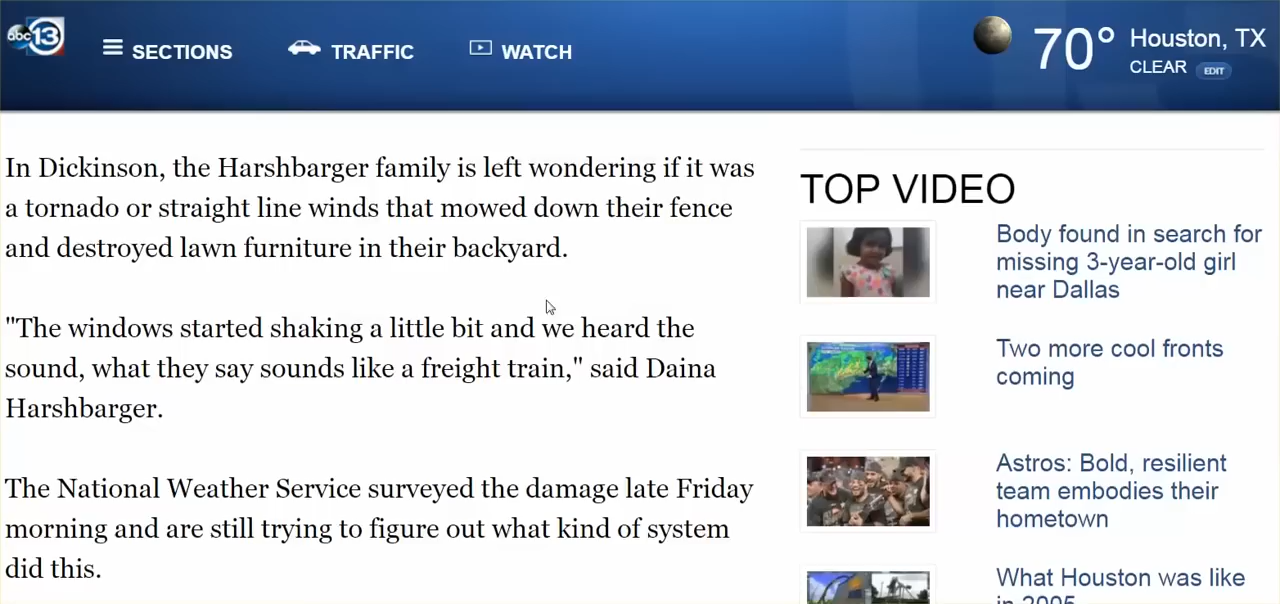 abc 13
SECTIONS
TRAFFIC
WATCH
70°
Houston, TX
CLEAR EDIT
In Dickinson, the Harshbarger family is left wondering if it was
a tornado or straight line winds that mowed down their fence
and destroyed lawn furniture in their backyard.
"The windows started shaking a little bit and we heard the
sound, what they say sounds like a freight train," said Daina
Harshbarger.
The National Weather Service surveyed the damage late Friday
morning and are still trying to figure out what kind of system
did this.
TOP VIDEO
Body found in search for
missing 3-year-old girl
near Dallas
Two more cool fronts
coming
Astros: Bold, resilient
team embodies their
hometown
What Houston was like
in 2005